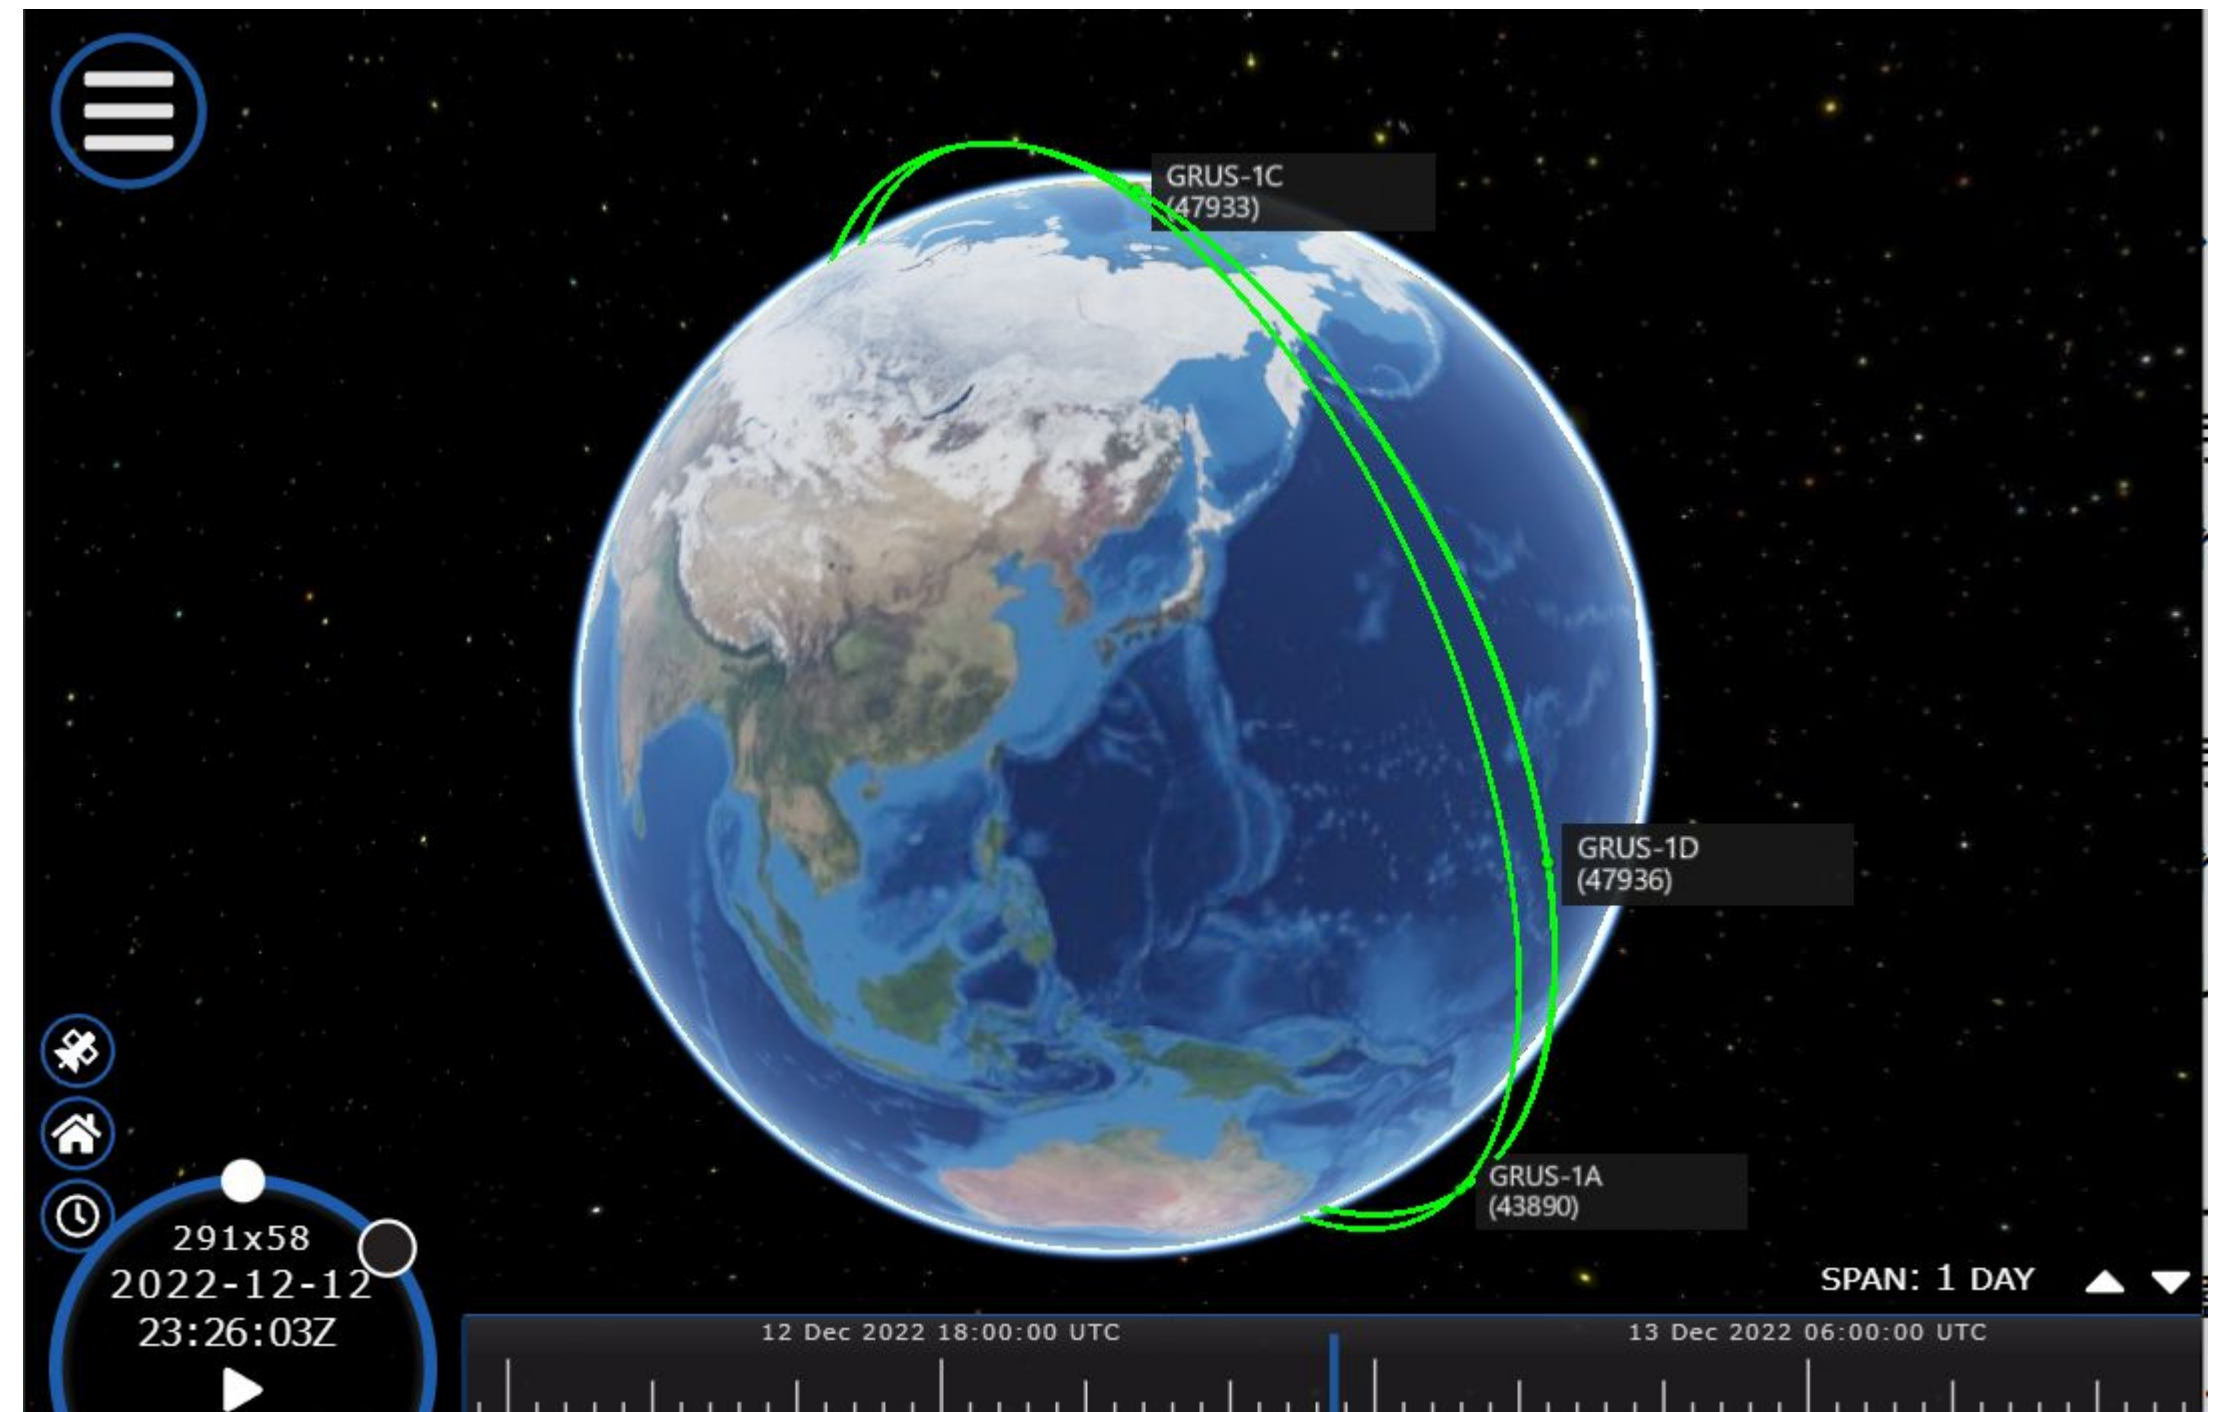 GRUS-1C
(47933)
GRUS-1D
(47936)
GRUS-1A
(43890)
291x58
2022-12-12
23:26:03Z
SPAN: 1 DAY
12 Dec 2022 18:00:00 UTC
13 Dec 2022 06:00:00 UTC